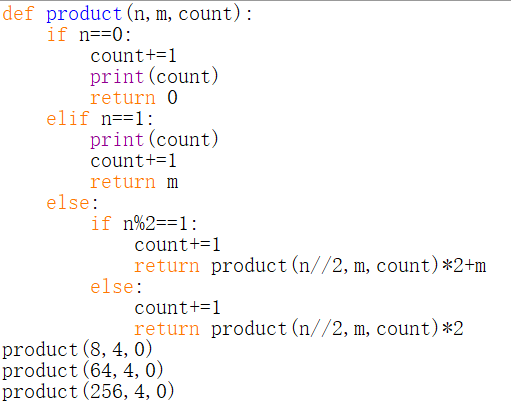 def product(n,m,count):
    if n==0:
        count+=1
        print(count)
        return 0
    elif n==1:
        print(count)
        count+=1
        return m
    else:
        if n%2==1:
            count+=1
            return product(n//2,m,count)*2+m
        else:
            count+=1
            return product(n//2,m,count)*2
product(8,4,0)
product(64,4,0)
product(256,4,0)